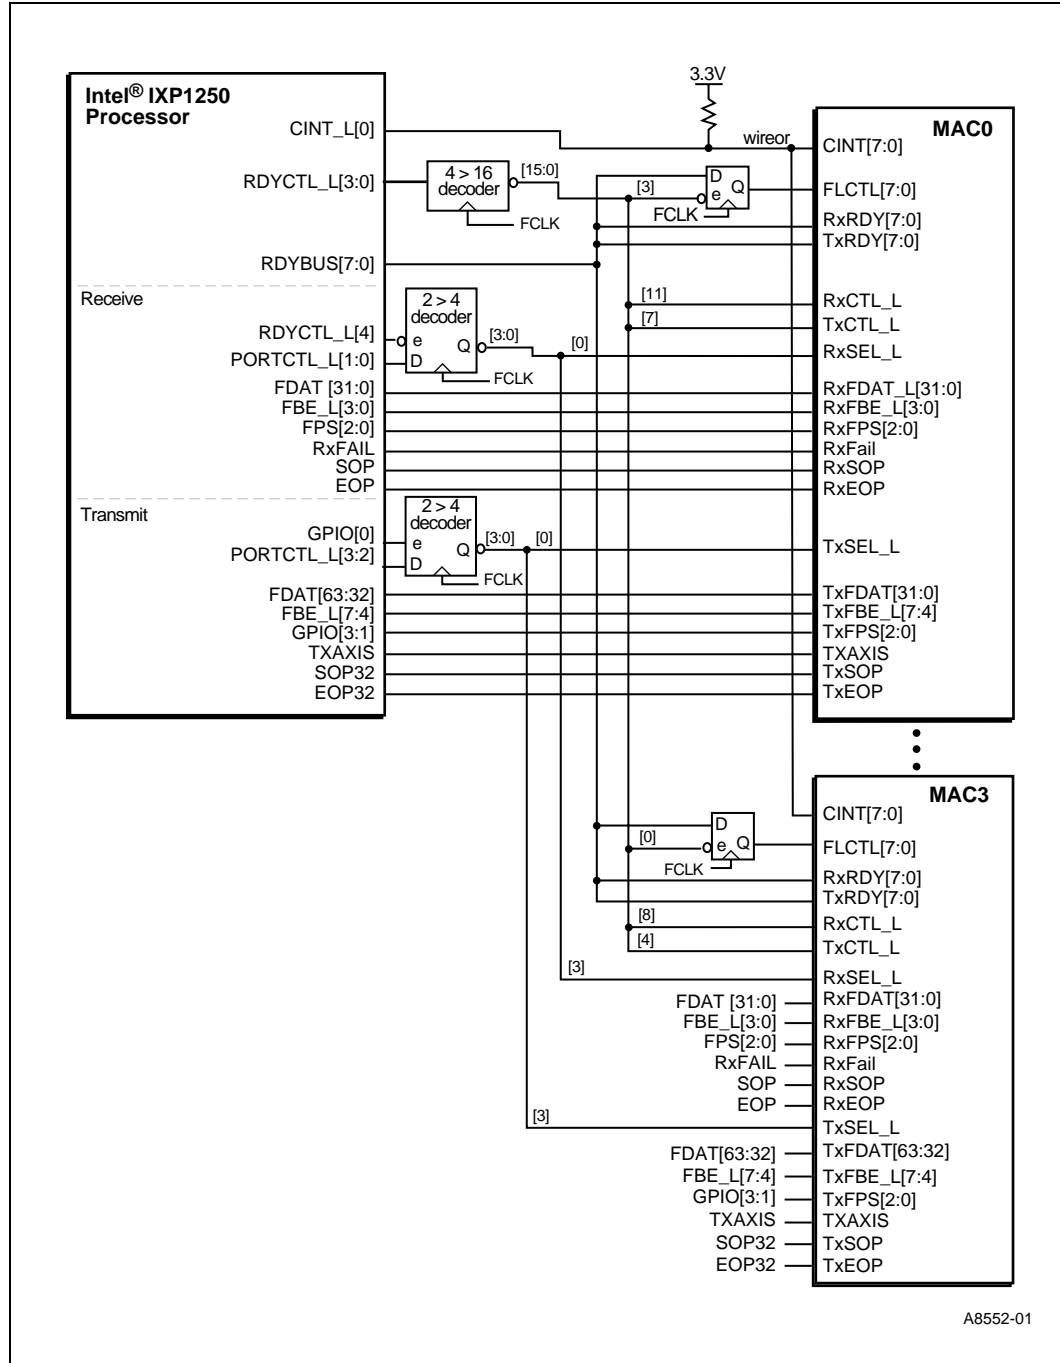 3.3V
Intel® IXP1250
Processor
CINT_L[0]
RDYCTL_L[3:0]
RDYBUS[7:0]
Receive
RDYCTL_L[4]
PORTCTL_L[1:0]
FDAT [31:0]
FBE_L[3:0]
FPS[2:0]
RxFAIL
SOP
EOP
Transmit
GPIO[0]
PORTCTL_L[3:2]
FDAT[63:32]
FBE_L[7:4]
GPIO[3:1]
TXAXIS
SOP32
EOP32
4 > 16
decoder
[15:0]
FCLK
2 > 4
decoder
e
Q
D
[3:0]
[0]
FCLK
2 > 4
decoder
e
Q
D
[3:0]
[0]
FCLK
wireor
[3]
D
e
Q
FCLK
[11]
[7]
MAC0
CINT[7:0]
FLCTL[7:0]
RxRDY[7:0]
TxRDY[7:0]
RxCTL_L
TxCTL_L
RxSEL_L
RxFDAT_L[31:0]
RxFBE_L[3:0]
RxFPS[2:0]
RxFail
RxSOP
RxEOP
TxSEL_L
TxFDAT[31:0]
TxFBE_L[7:4]
TxFPS[2:0]
TXAXIS
TxSOP
TxEOP
[0]
D
e
Q
FCLK
[8]
[4]
[3]
FDAT [31:0]
FBE_L[3:0]
FPS[2:0]
RxFAIL
SOP
EOP
[3]
FDAT[63:32]
FBE_L[7:4]
GPIO[3:1]
TXAXIS
SOP32
EOP32
MAC3
CINT[7:0]
FLCTL[7:0]
RxRDY[7:0]
TxRDY[7:0]
RxCTL_L
TxCTL_L
RxSEL_L
RxFDAT[31:0]
RxFBE_L[3:0]
RxFPS[2:0]
RxFail
RxSOP
RxEOP
TxSEL_L
TxFDAT[63:32]
TxFBE_L[7:4]
TxFPS[2:0]
TXAXIS
TxSOP
TxEOP
A8552-01